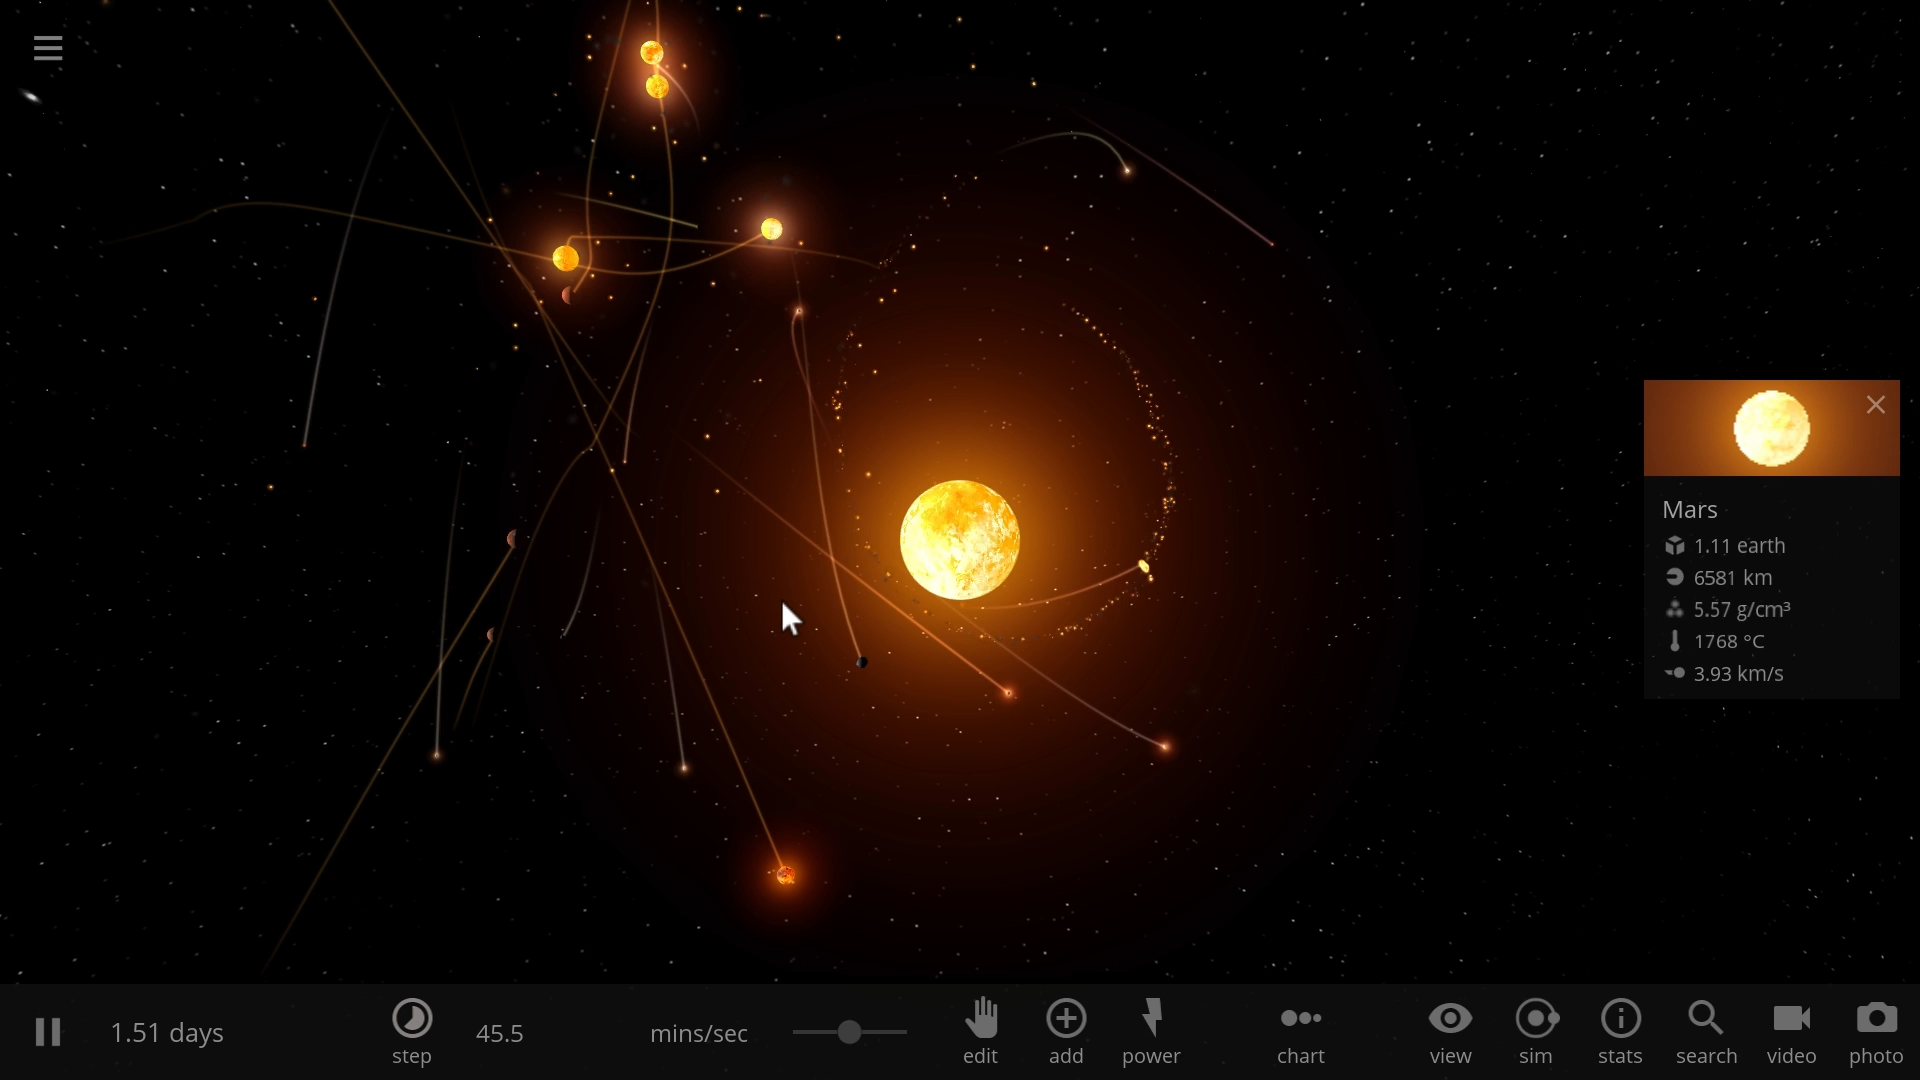 Mars
1.11 earth
6581 km
5.57 g/cm³
1768 °C
3.93 km/s
1.51 days
step
45.5
mins/sec
edit
add
power
chart
view
sim
stats
search
video
photo